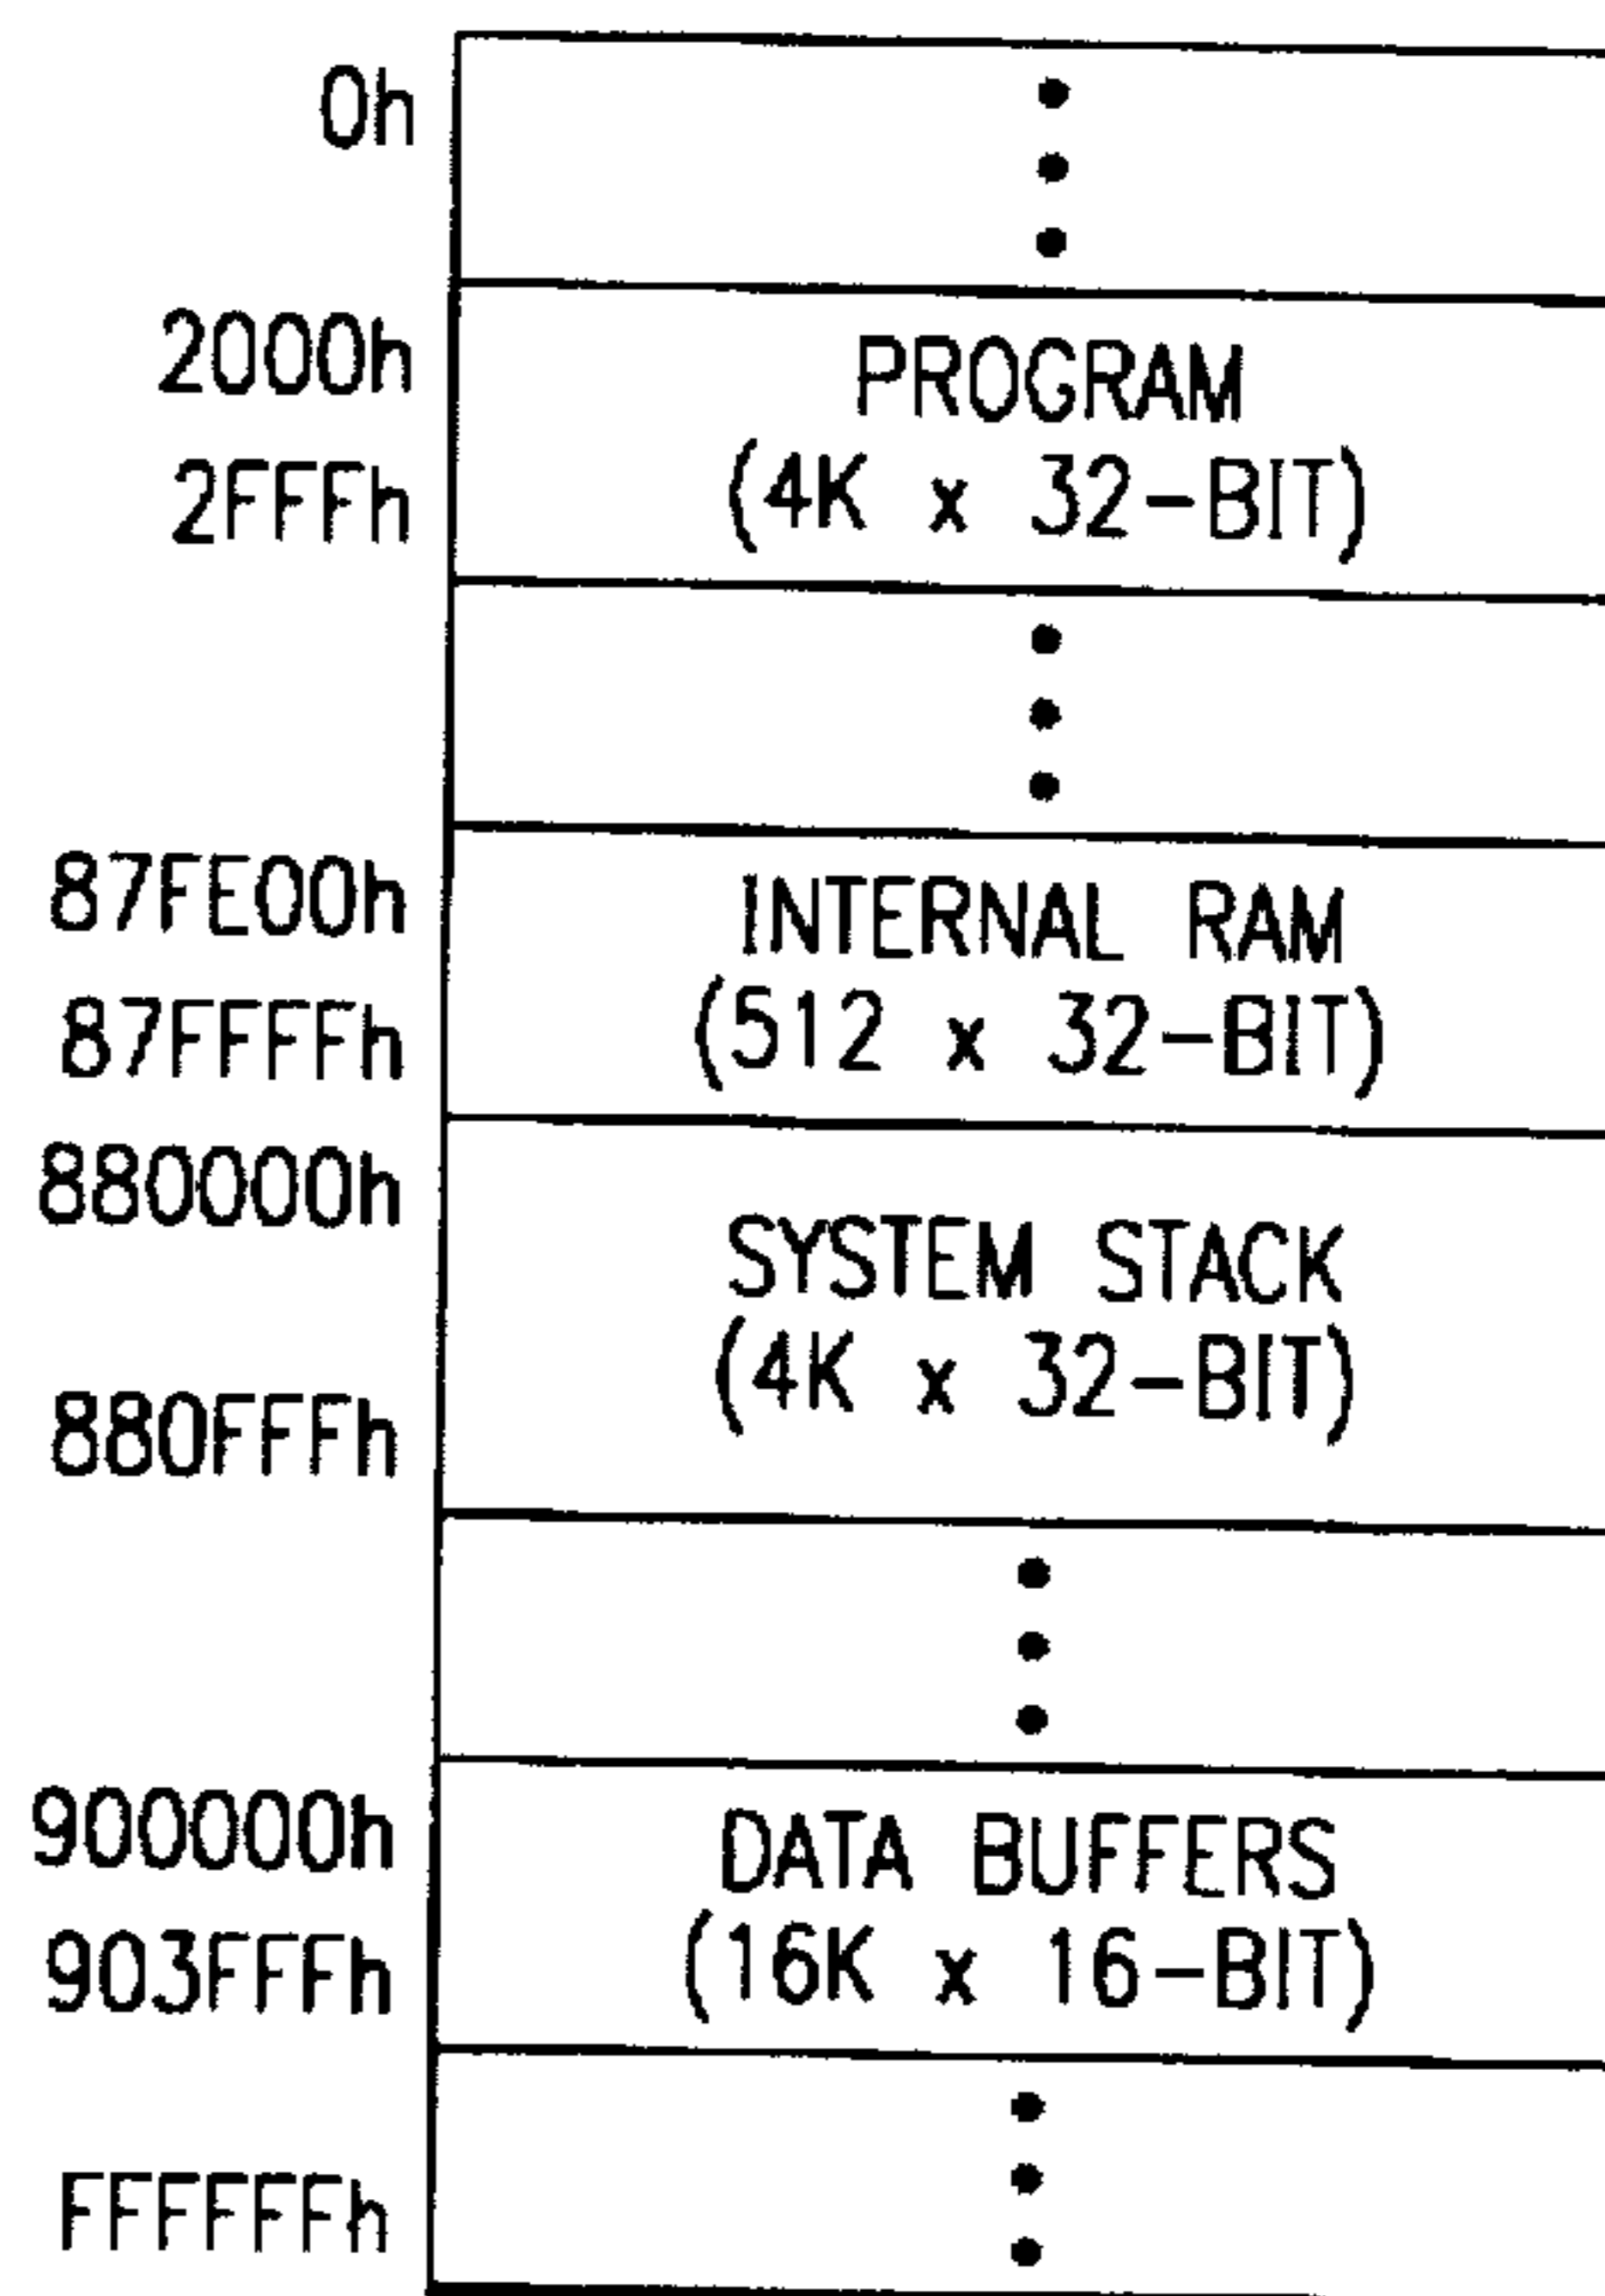 0h
2000h
PROGRAM
2FFFh
(4K x 32-BIT)
87FE00h
INTERNAL RAM
87FFFFh
(512 x 32-BIT)
880000h
SYSTEM STACK
(4K x 32-BIT)
880FFFh
900000h
DATA BUFFERS
903FFFh
(16K x 16-BIT)
FFFFFFh